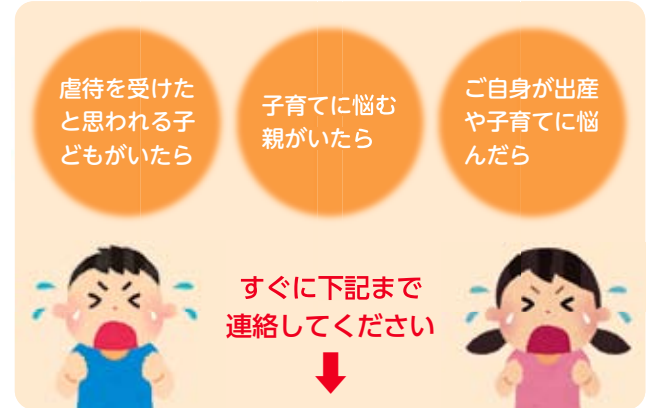 虐待を受けた
と思われる子
どもがいたら
子育てに悩む
親がいたら
ご自身が出産
や子育てに悩
んだら
すぐに下記まで
連絡してください